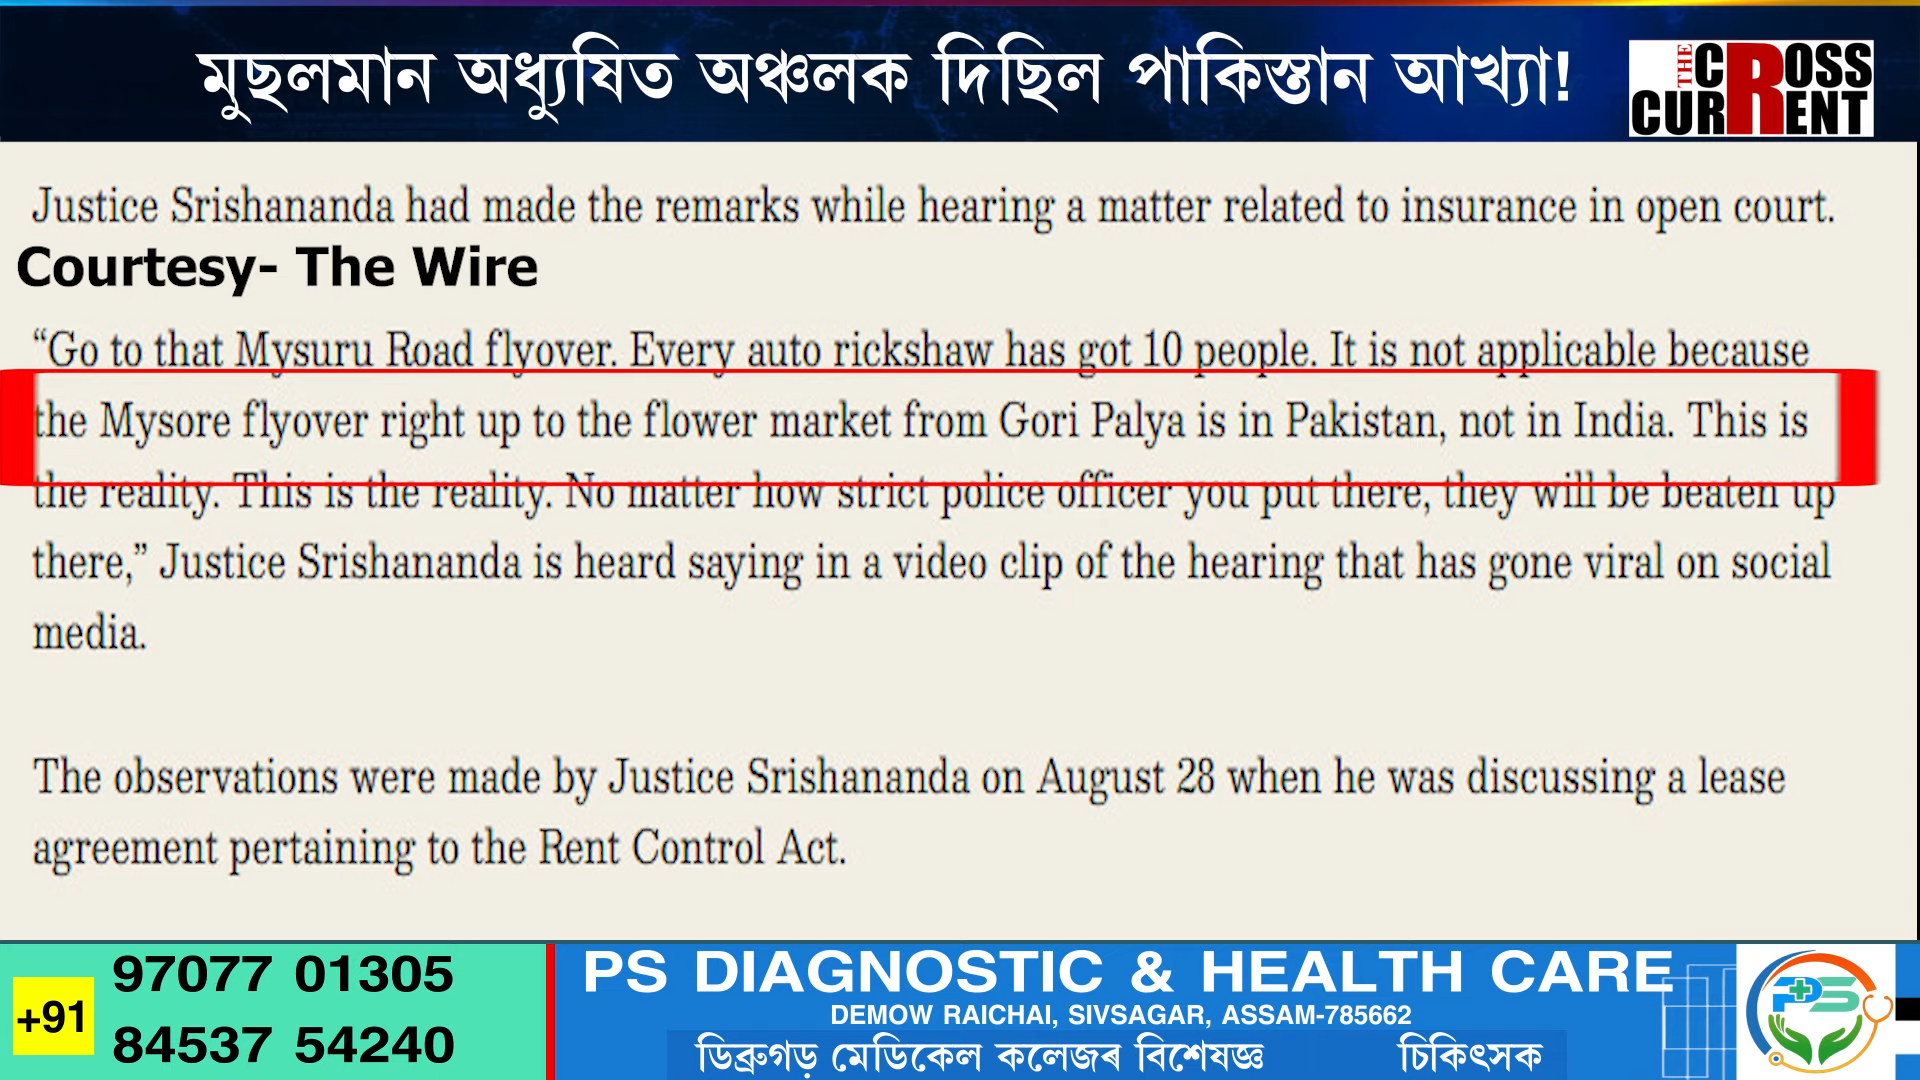 মুছলমান অধ্যুষিত অঞ্চলক দিছিল পাকিস্তান আখ্যা!
THE CROSS CURRENT
Justice Srishananda had made the remarks while hearing a matter related to insurance in open court.
Courtesy- The Wire
“Go to that Mysuru Road flyover. Every auto rickshaw has got 10 people. It is not applicable because
the Mysore flyover right up to the flower market from Gori Palya is in Pakistan, not in India. This is
the reality. This is the reality. No matter how strict police officer you put there, they will be beaten up
there,” Justice Srishananda is heard saying in a video clip of the hearing that has gone viral on social
media.
The observations were made by Justice Srishananda on August 28 when he was discussing a lease
agreement pertaining to the Rent Control Act.
+91
97077 01305
84537 54240
PS DIAGNOSTIC & HEALTH CARE
DEMOW RAICHAI, SIVSAGAR, ASSAM-785662
ডিব্ৰুগড় মেডিকেল কলেজৰ বিশেষজ্ঞ চিকিৎসক
PS